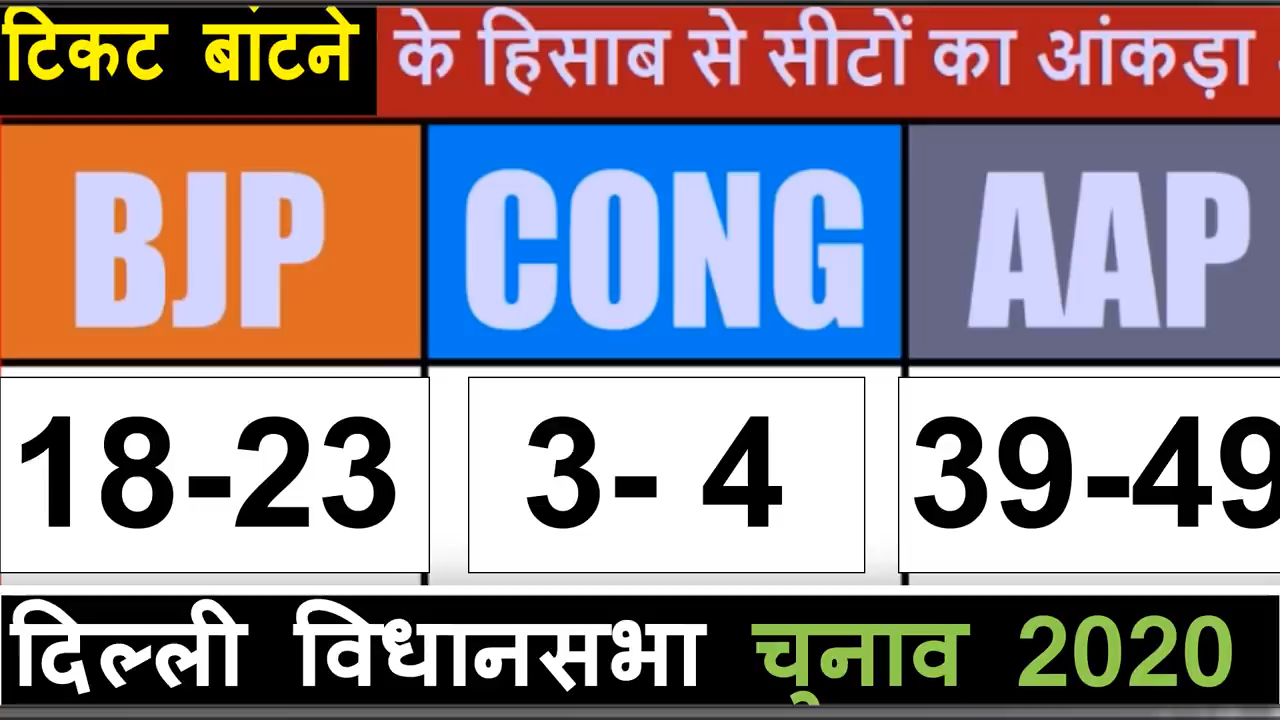 टिकट बांटने के हिसाब से सीटों का आंकड़ा
BJP CONG AAP
18-23 3- 4 39-49
दिल्ली विधानसभा चुनाव 2020